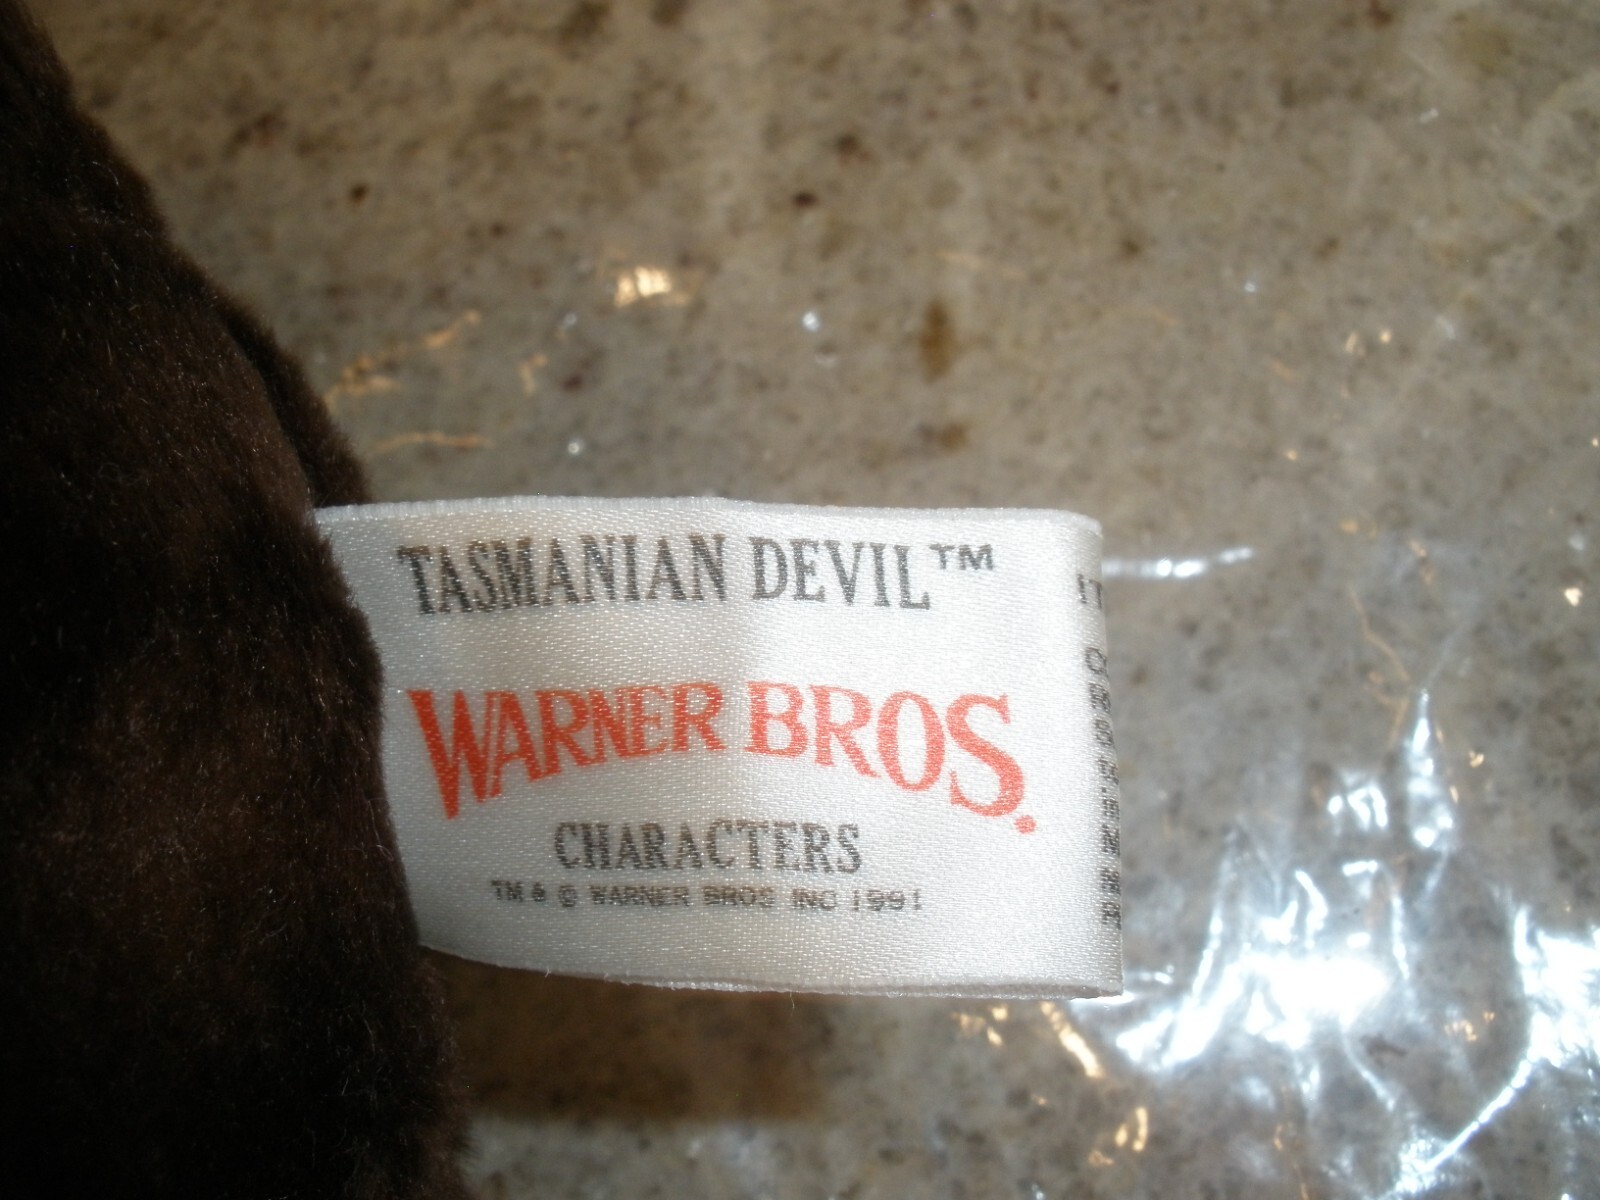 TASMANIAN DEVIL™
WARNER BROS.
CHARACTERS
TM & © WARNER BROS INC 1991